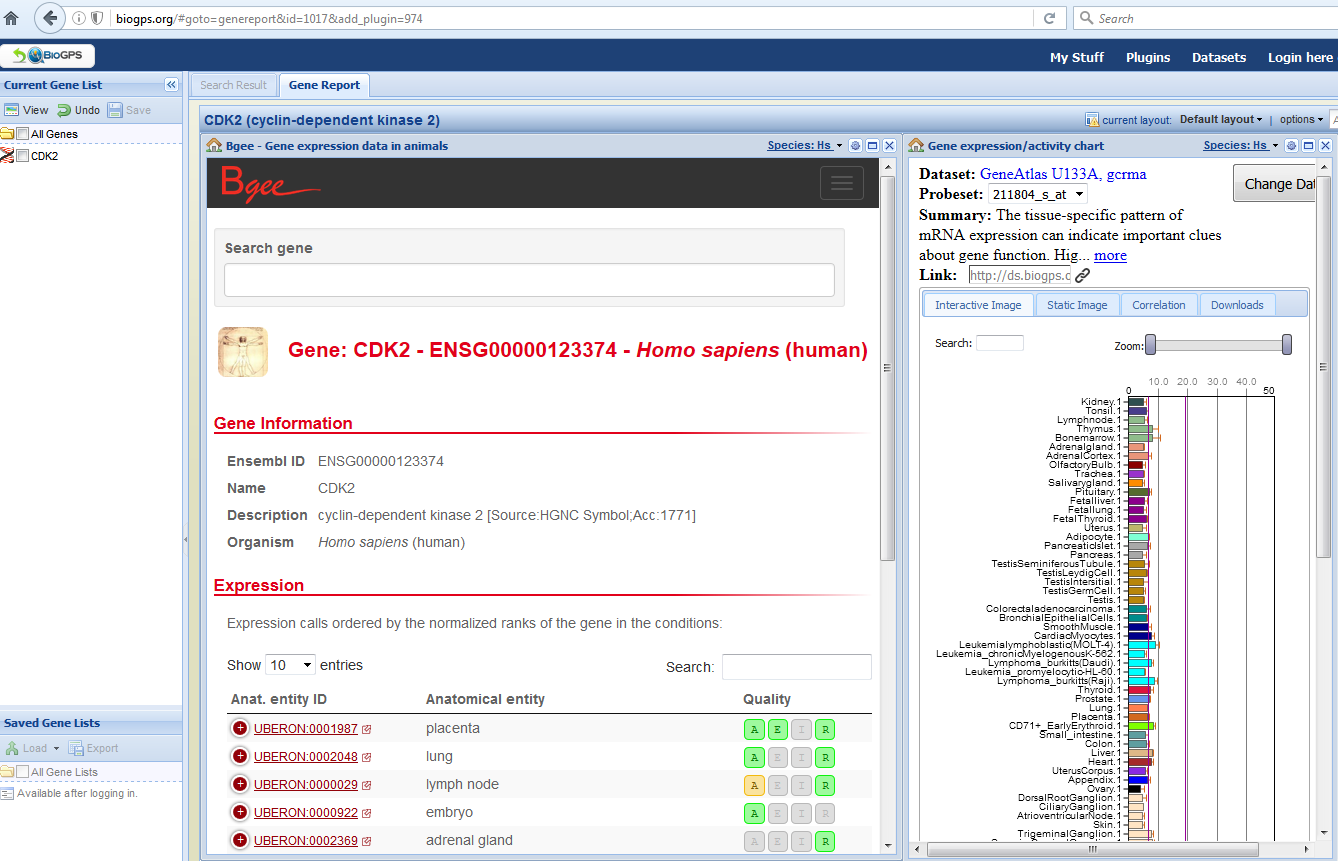 biogps.org/#goto=genereport&id=1017&add_plugin=974
Search
BioGPS
My Stuff Plugins Datasets Login here
Current Gene List
View Undo Save
All Genes
CDK2
Saved Gene Lists
Load Export
All Gene Lists
Available after logging in.
Search Result Gene Report
CDK2 (cyclin-dependent kinase 2)
current layout: Default layout | options
Bgee - Gene expression data in animals Species: Hs
Bgee
Search gene
Gene: CDK2 - ENSG00000123374 - Homo sapiens (human)
Gene Information
Ensembl ID ENSG00000123374
Name CDK2
Description cyclin-dependent kinase 2 [Source:HGNC Symbol;Acc:1771]
Organism Homo sapiens (human)
Expression
Expression calls ordered by the normalized ranks of the gene in the conditions:
Show 10 entries Search:
Anat. entity ID Anatomical entity Quality
UBERON:0001987 placenta A E I R
UBERON:0002048 lung A E I R
UBERON:0000029 lymph node A E I R
UBERON:0000922 embryo A E I R
UBERON:0002369 adrenal gland A E I R
Gene expression/activity chart Species: Hs
Dataset: GeneAtlas U133A, gcrma
Change Dat
Probeset: 211804_s_at
Summary: The tissue-specific pattern of
mRNA expression can indicate important clues
about gene function. Hig... more
Link: http://ds.biogps.c
Interactive Image Static Image Correlation Downloads
Search: Zoom:
0 10.0 20.0 30.0 40.0 50
Kidney.1
Tonsil.1
Lymphnode.1
Thymus.1
Bonemarrow.1
Adrenalgland.1
AdrenalCortex.1
OlfactoryBulb.1
Trachea.1
Salivarygland.1
Pituitary.1
Fetalliver.1
Fetallung.1
FetalThyroid.1
Uterus.1
Adipocyte.1
PancreaticIslet.1
Pancreas.1
TestisSeminiferousTubule.1
TestisLeydigCell.1
TestisIntersitial.1
TestisGermCell.1
Testis.1
Colorectaladenocarcinoma.1
BronchialEpithelialCells.1
SmoothMuscle.1
CardiacMyocytes.1
Leukemialymphoblastic(MOLT-4).1
Leukemia_chronicMyelogenousK-562.1
Lymphoma_burkitts(Daudi).1
Leukemia_promyelocytic-HL-60.1
Lymphoma_burkitts(Raji).1
Thyroid.1
Prostate.1
Lung.1
Placenta.1
CD71+_EarlyErythroid.1
Small_intestine.1
Colon.1
Liver.1
Heart.1
UterusCorpus.1
Appendix.1
Ovary.1
DorsalRootGanglion.1
CiliaryGanglion.1
AtrioventricularNode.1
Skin.1
TrigeminalGanglion.1